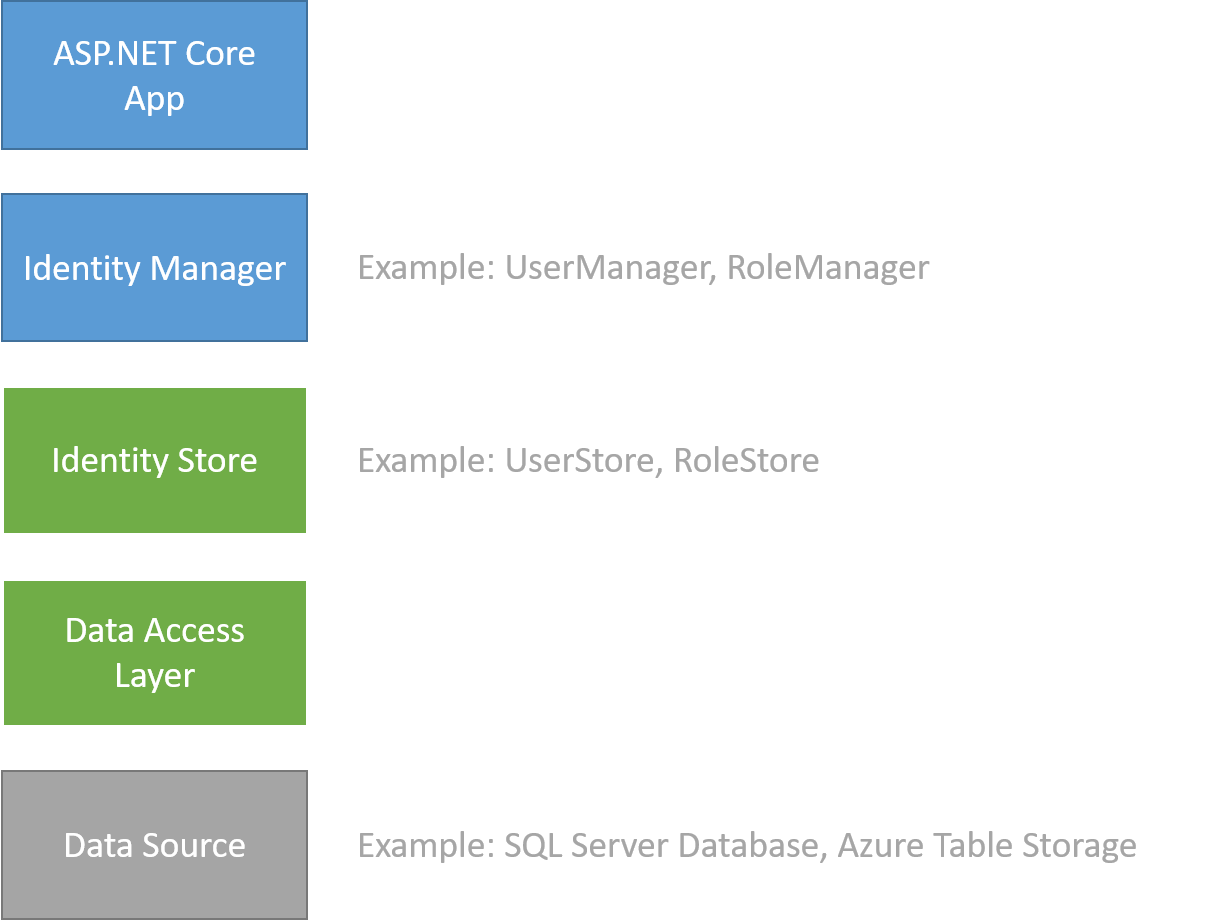 ASP.NET Core
App
Identity Manager
Example: UserManager, RoleManager
Identity Store
Example: UserStore, RoleStore
Data Access
Layer
Data Source
Example: SQL Server Database, Azure Table Storage